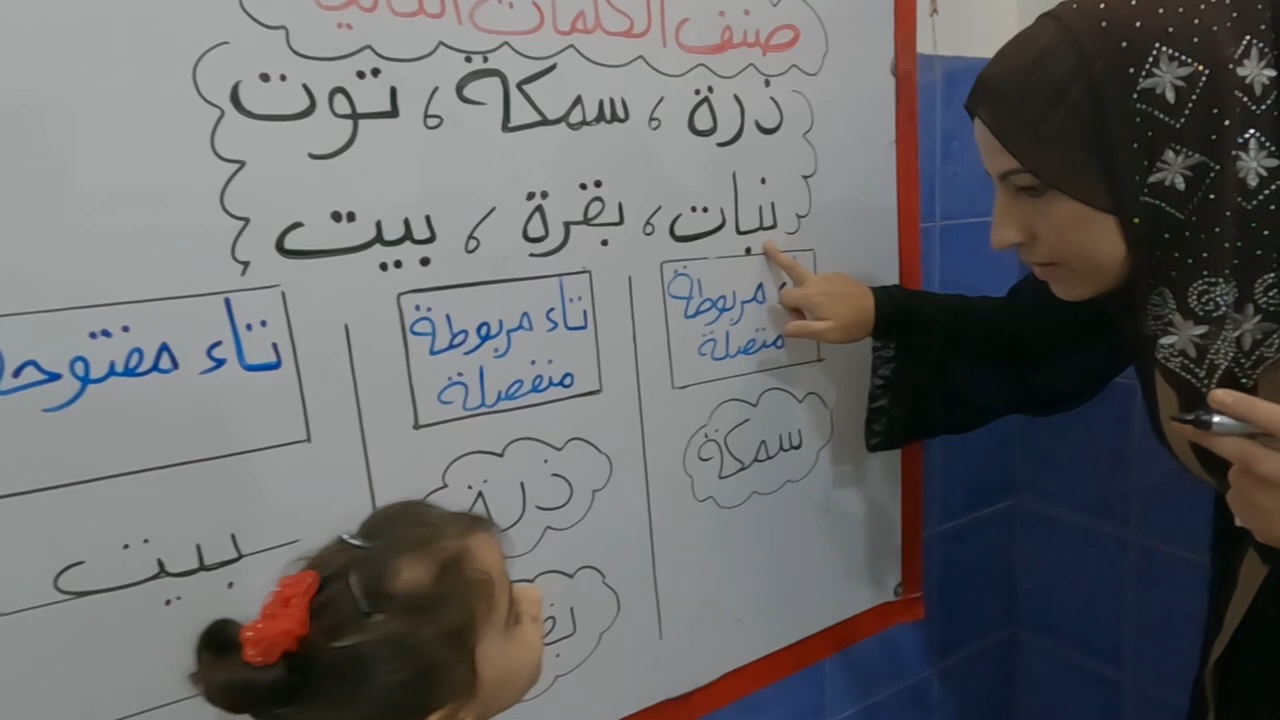 صنف الكلمات التالية
ذرة ، سمكة ، توت
نبات ، بقرة ، بيت
مربوطة
متصلة
تاء مربوطة
منفصلة
تاء مفتوحة
سمكة
ذرة
بيت